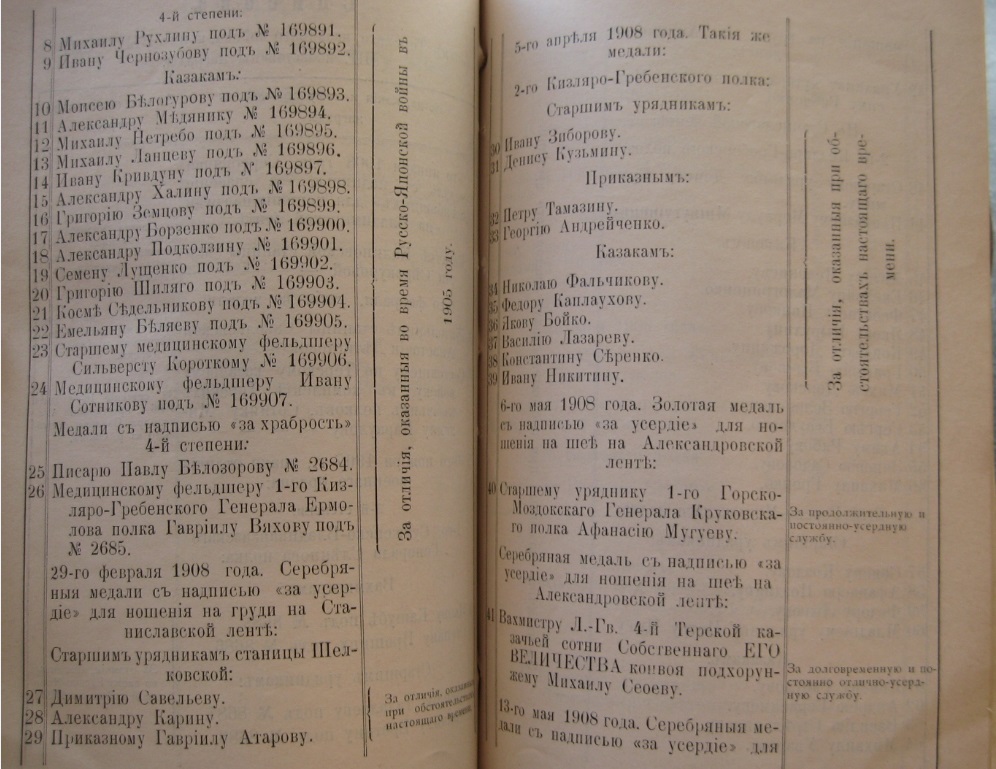 4-й степени:
8 Михаилу Рухлину подъ № 169891.
9 Ивану Чернозубову подъ № 169892.
Казакамъ:
10 Моисею Бѣлогурову подъ № 169893.
11 Александру Мѣдянику № 169894.
12 Михаилу Нетребо подъ № 169895.
13 Михаилу Ланцеву подъ № 169896.
14 Ивану Кривдуну подъ № 169897.
15 Александру Халину подъ № 169898.
16 Григорію Земцову подъ № 169899.
17 Александру Борзенко подъ № 169900.
18 Александру Подколзину № 169901.
19 Семену Лущенко подъ № 169902.
20 Григорію Шиляго подъ № 169903.
21 Космѣ Сѣдельникову подъ № 169904.
22 Емельяну Бѣляеву подъ № 169905.
23 Старшему медицинскому фельдшеру
Сильверсту Короткому № 169906.
24 Медицинскому фельдшеру Ивану
Сотникову подъ № 169907.
Медали съ надписью «за храбрость»
4-й степени:
25 Писарю Павлу Бѣлозорову № 2684.
26 Медицинскому фельдшеру 1-го Киз-
ляро-Гребенского Генерала Ермо-
лова полка Гавріилу Вяхову подъ
№ 2685.
29-го февраля 1908 года. Серебря-
ныя медали съ надписью «за усер-
діе» для ношенія на груди на Ста-
ниславской лентѣ:
Старшимъ урядникамъ станицы Шел-
ковской:
27 Димитрію Савельеву.
28 Александру Карину.
29 Приказному Гавріилу Атарову.
За отличія, оказанныя во время Русско-Японской войны въ
1905 году.
За отличія, оказанныя
при обстоятельствахъ
настоящаго времени.
5-го апрѣля 1908 года. Такія же
медали:
2-го Кизляро-Гребенского полка:
Старшимъ урядникамъ:
30 Ивану Зиборову.
31 Денису Кузьмину.
Приказнымъ:
32 Петру Тамазину.
33 Георгію Андрейченко.
Казакамъ:
34 Николаю Фальчикову.
35 Федору Каплаухову.
36 Якову Бойко.
37 Василію Лазареву.
38 Константину Сѣренко.
39 Ивану Никитину.
За отличія, оказанныя при об-
стоятельствахъ настоящаго вре-
мени.
6-го мая 1908 года. Золотая медаль
съ надписью «за усердіе» для но-
шенія на шеѣ на Александровской
лентѣ:
40 Старшему уряднику 1-го Горско-
Моздокскаго Генерала Круковска-
го полка Афанасію Мугуеву.
За продолжительную и
постоянно-усердную
службу.
Серебряная медаль съ надписью «за
усердіе» для ношенія на шеѣ на
Александровской лентѣ:
41 Вахмистру Л.-Гв. 4-й Терской ка-
зачьей сотни Собственнаго ЕГО
ВЕЛИЧЕСТВА конвоя подхорун-
жему Михаилу Сеоеву.
За долговременную и по-
стоянно отлично-усерд-
ную службу.
13-го мая 1908 года. Серебряныя ме-
дали съ надписью «за усердіе» для